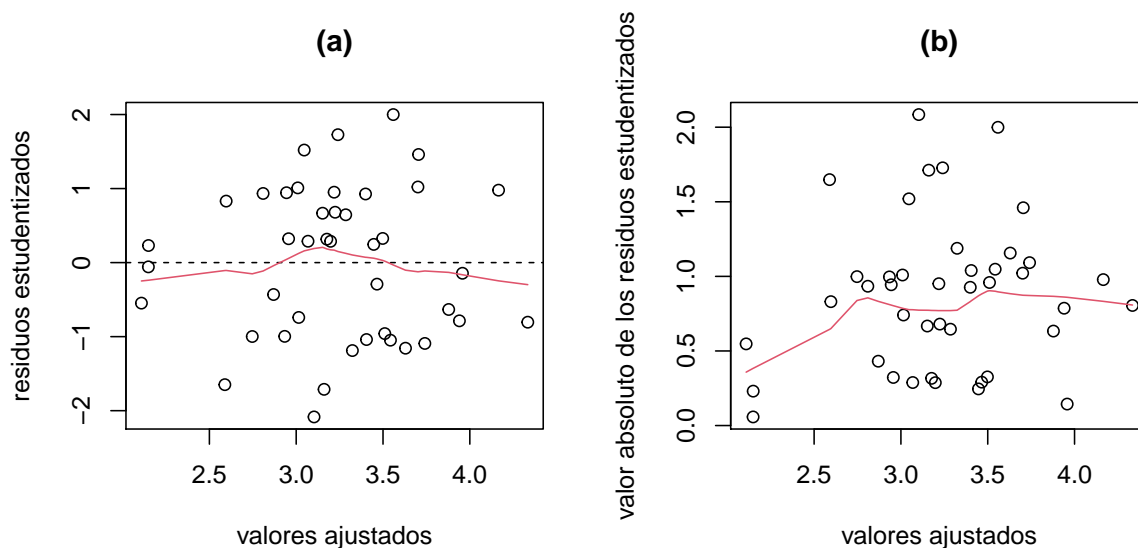 (a)
residuos estudentizados
2
1
0
−1
−2
2.5 3.0 3.5 4.0
valores ajustados
(b)
valor absoluto de los residuos estudentizados
2.0
1.5
1.0
0.5
0.0
2.5 3.0 3.5 4.0
valores ajustados